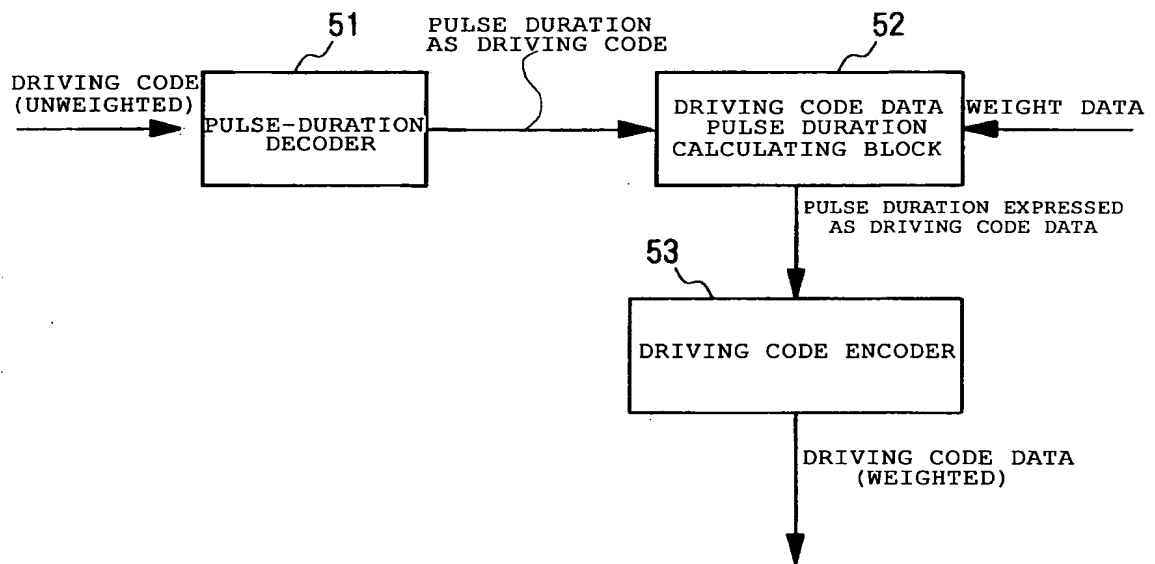 51
PULSE DURATION
AS DRIVING CODE
52
DRIVING CODE
(UNWEIGHTED)
PULSE-DURATION
DECODER
DRIVING CODE DATA
PULSE DURATION
CALCULATING BLOCK
WEIGHT DATA
PULSE DURATION EXPRESSED
AS DRIVING CODE DATA
53
DRIVING CODE ENCODER
DRIVING CODE DATA
(WEIGHTED)